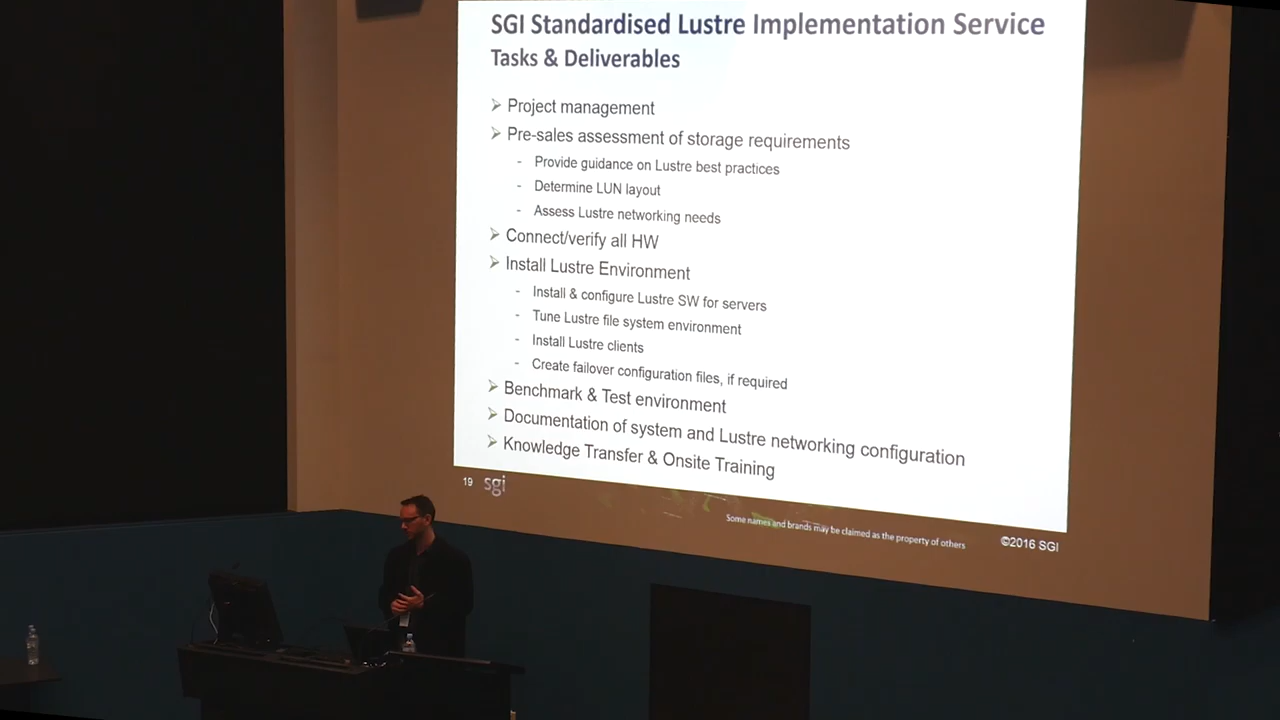 SGI Standardised Lustre Implementation Service
Tasks & Deliverables
➢ Project management
➢ Pre-sales assessment of storage requirements
- Provide guidance on Lustre best practices
- Determine LUN layout
- Assess Lustre networking needs
➢ Connect/verify all HW
➢ Install Lustre Environment
- Install & configure Lustre SW for servers
- Tune Lustre file system environment
- Install Lustre clients
- Create failover configuration files, if required
➢ Benchmark & Test environment
➢ Documentation of system and Lustre networking configuration
➢ Knowledge Transfer & Onsite Training
19 sgi
Some names and brands may be claimed as the property of others
©2016 SGI